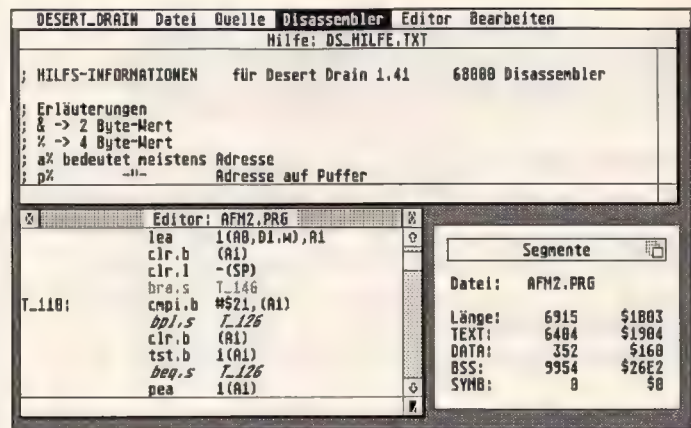 DESERT_DRAIN Datei Quelle Disassembler Editor Bearbeiten
Hilfe: DS_HILFE.TXT
; HILFS-INFORMATIONEN für Desert Drain 1.41 68000 Disassembler
; Erläuterungen
; & -> 2 Byte-Wert
; % -> 4 Byte-Wert
; a% bedeutet meistens Adresse
; p% -"- Adresse auf Puffer
Editor: AFM2.PRG
lea 1(A0,D1.W),A1
clr.b (A1)
clr.l -(SP)
bra.s T_146
T_118: cmpi.b #$21,(A1)
bpl.s T_126
clr.b (A1)
tst.b 1(A1)
beq.s T_126
pea 1(A1)
Segmente
Datei: AFM2.PRG
Länge: 6915 $1B03
TEXT: 6404 $1904
DATA: 352 $160
BSS: 9954 $26E2
SYMB: 0 $0